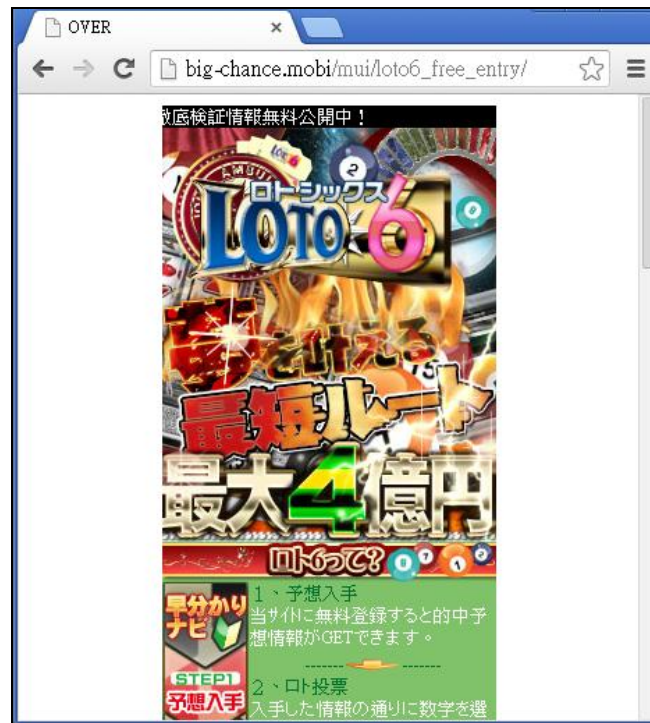 OVER
big-chance.mobi/mui/loto6_free_entry/
徹底検証情報無料公開中！
LOTO 6
2
ロトシックス
LOTO6
夢を叶える
15
最短ルート
最大4億円
ロト6って?
早分かり
ナビ
1、予想入手
当サイトに無料登録すると的中予
想情報がGETできます。
STEP1
予想入手
2、ロト投票
入手した情報の通りに数字を選